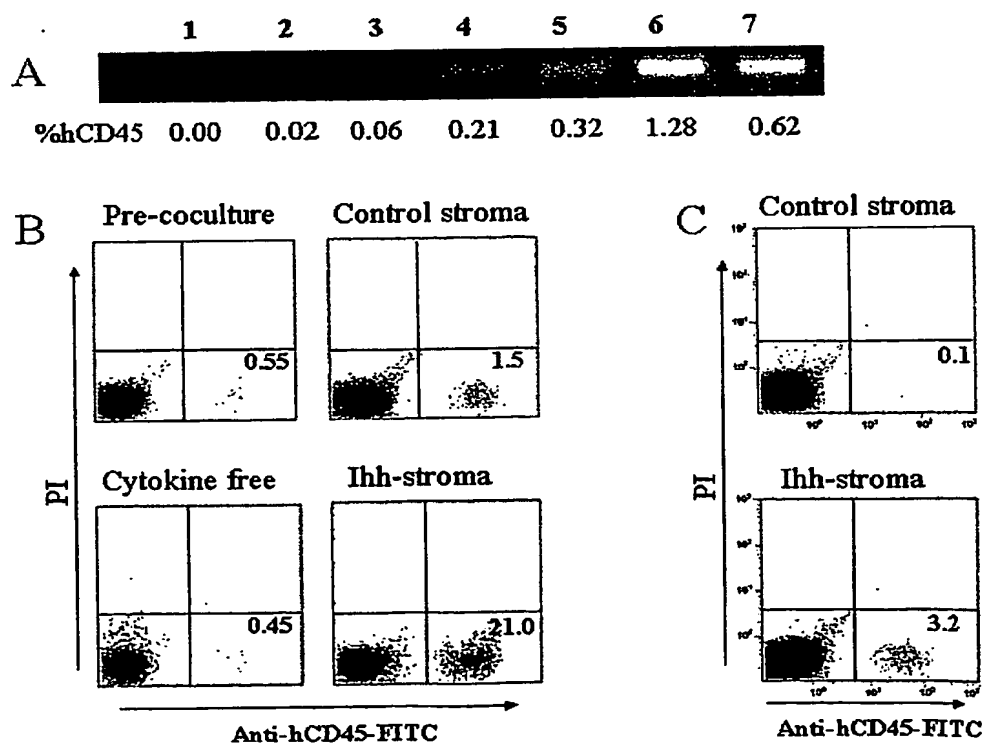 1 2 3 4 5 6 7
A
%hCD45 0.00 0.02 0.06 0.21 0.32 1.28 0.62
B
Pre-coculture Control stroma
0.55 1.5
Cytokine free Ihh-stroma
0.45 21.0
PI
Anti-hCD45-FITC
C
Control stroma
0.1
Ihh-stroma
3.2
PI
Anti-hCD45-FITC